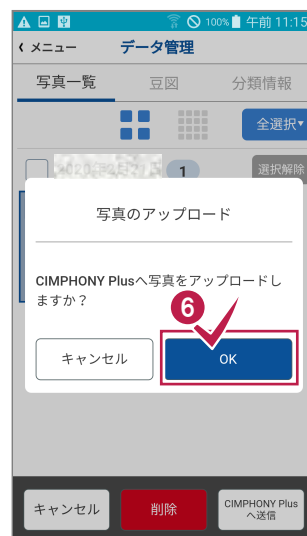 100% 午前 11:15
メニュー データ管理
写真一覧 豆図 分類情報
全選択▾
1 選択解除
写真のアップロード
CIMPHONY Plusへ写真をアップロードし
ますか？
6
キャンセル OK
キャンセル 削除 CIMPHONY Plus
へ送信